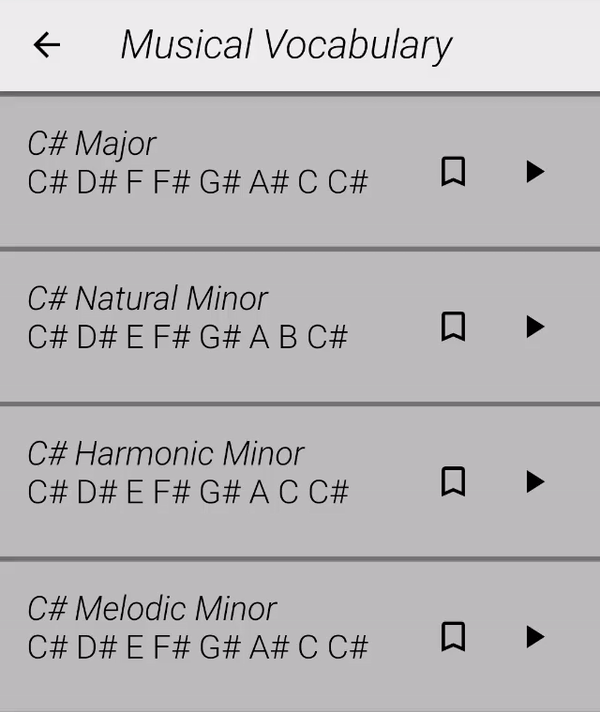 Musical Vocabulary
C# Major
C# D# F F# G# A# C C#
C# Natural Minor
C# D# E F# G# A B C#
C# Harmonic Minor
C# D# E F# G# A C C#
C# Melodic Minor
C# D# E F# G# A# C C#